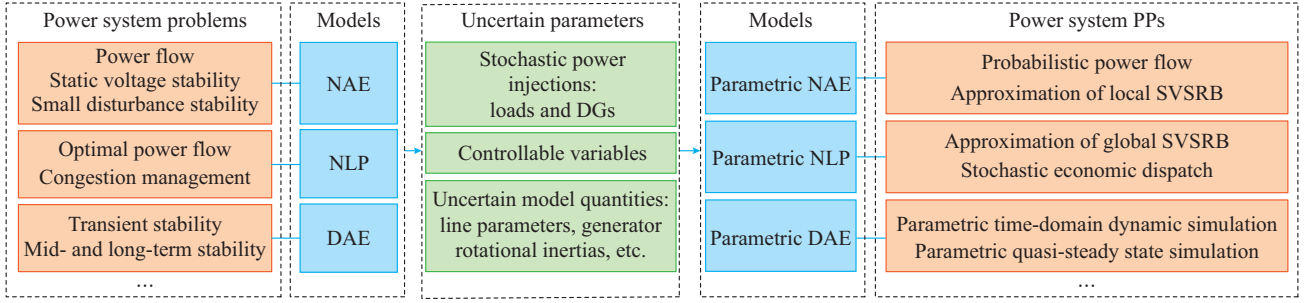 Power system problems
Power flow
Static voltage stability
Small disturbance stability
Optimal power flow
Congestion management
Transient stability
Mid- and long-term stability
...
Models
NAE
NLP
DAE
Uncertain parameters
Stochastic power
injections:
loads and DGs
Controllable variables
Uncertain model quantities:
line parameters, generator
rotational inertias, etc.
Models
Parametric NAE
Parametric NLP
Parametric DAE
Power system PPs
Probabilistic power flow
Approximation of local SVSRB
Approximation of global SVSRB
Stochastic economic dispatch
Parametric time-domain dynamic simulation
Parametric quasi-steady state simulation
...